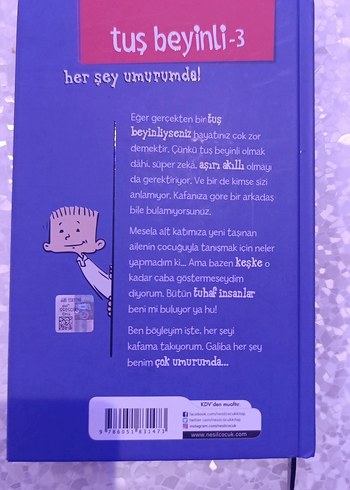 tuş beyinli-3
her şey umurumda!
Eğer gerçekten bir tuş
beyinliyseniz hayatınız çok zor
demektir. Çünkü tuş beyinli olmak
dâhi, süper zekâ, aşırı akıllı olmayı
da gerektiriyor. Ve bir de kimse sizi
anlamıyor. Kafanıza göre bir arkadaş
bile bulamıyorsunuz.
Mesela alt katımıza yeni taşınan
ailenin çocuğuyla tanışmak için neler
yapmadım ki... Ama bazen keşke o
kadar çaba göstermeseydim
diyorum. Bütün tuhaf insanlar
beni mi buluyor ya hu!
Ben böyleyim işte, her şeyi
kafama takıyorum. Galiba her şey
benim çok umurumda...
KDV'den muaftır.
9 786051 831473
www.nesilcocuk.com